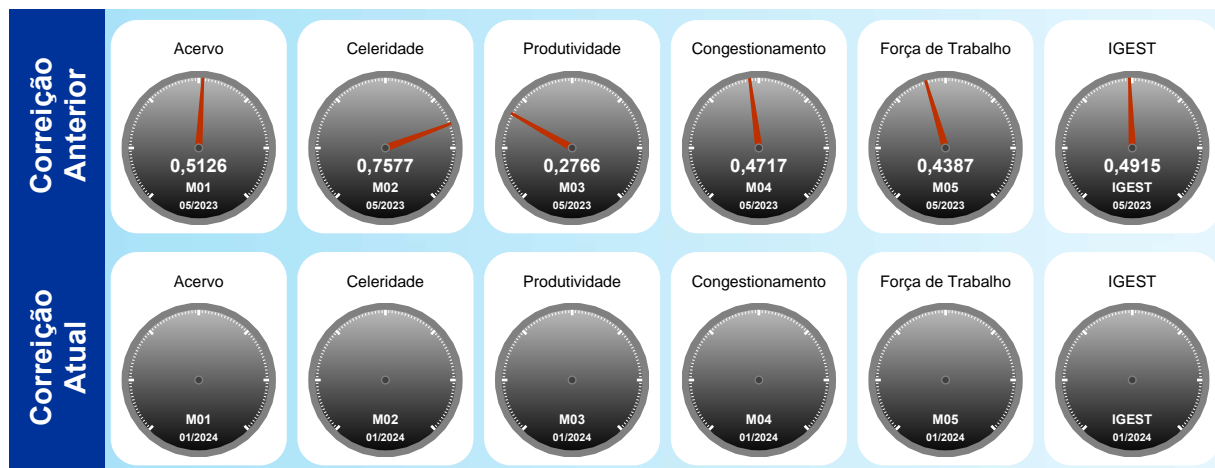 Correição
Anterior
Acervo
0,5126
M01
05/2023
Celeridade
0,7577
M02
05/2023
Produtividade
0,2766
M03
05/2023
Congestionamento
0,4717
M04
05/2023
Força de Trabalho
0,4387
M05
05/2023
IGEST
0,4915
IGEST
05/2023
Correição
Atual
Acervo
M01
01/2024
Celeridade
M02
01/2024
Produtividade
M03
01/2024
Congestionamento
M04
01/2024
Força de Trabalho
M05
01/2024
IGEST
IGEST
01/2024